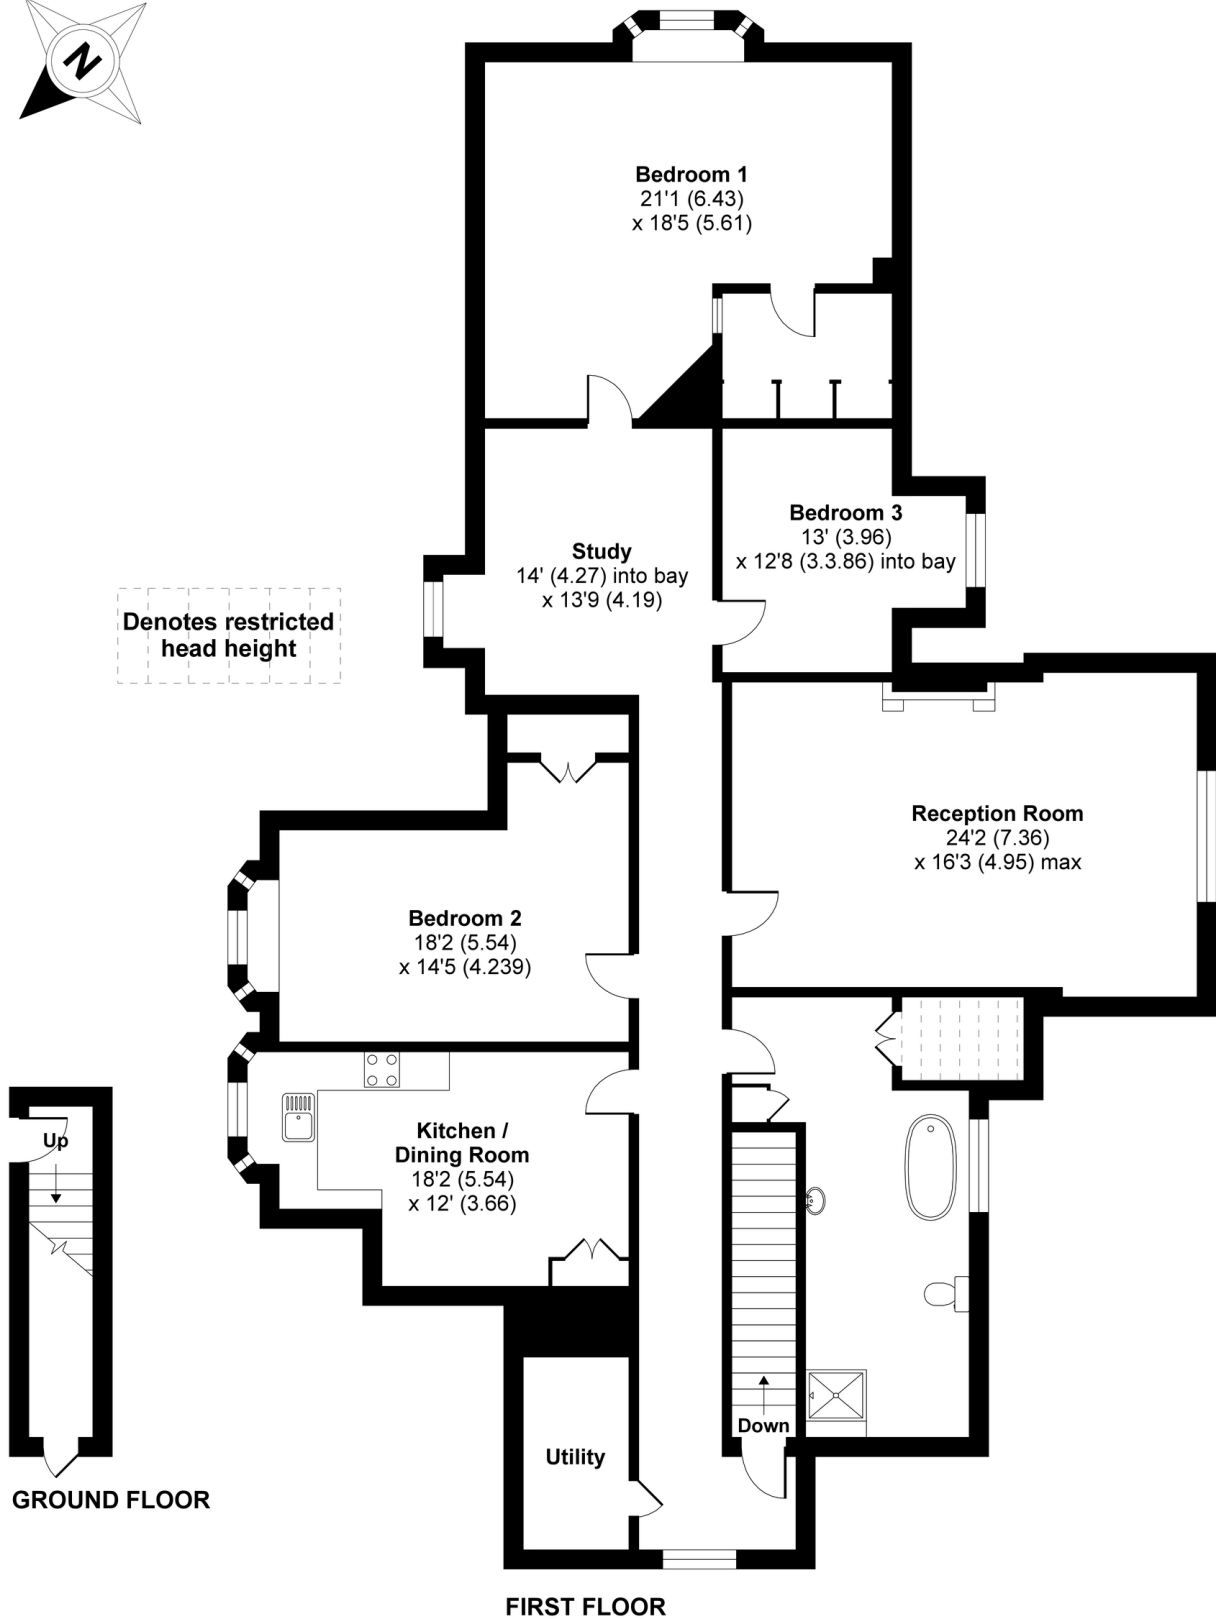 N
Bedroom 1
21'1 (6.43)
x 18'5 (5.61)
Bedroom 3
13' (3.96)
x 12'8 (3.3.86) into bay
Study
14' (4.27) into bay
x 13'9 (4.19)
Denotes restricted
head height
Reception Room
24'2 (7.36)
x 16'3 (4.95) max
Bedroom 2
18'2 (5.54)
x 14'5 (4.239)
Kitchen /
Dining Room
18'2 (5.54)
x 12' (3.66)
Up
Down
Utility
GROUND FLOOR
FIRST FLOOR